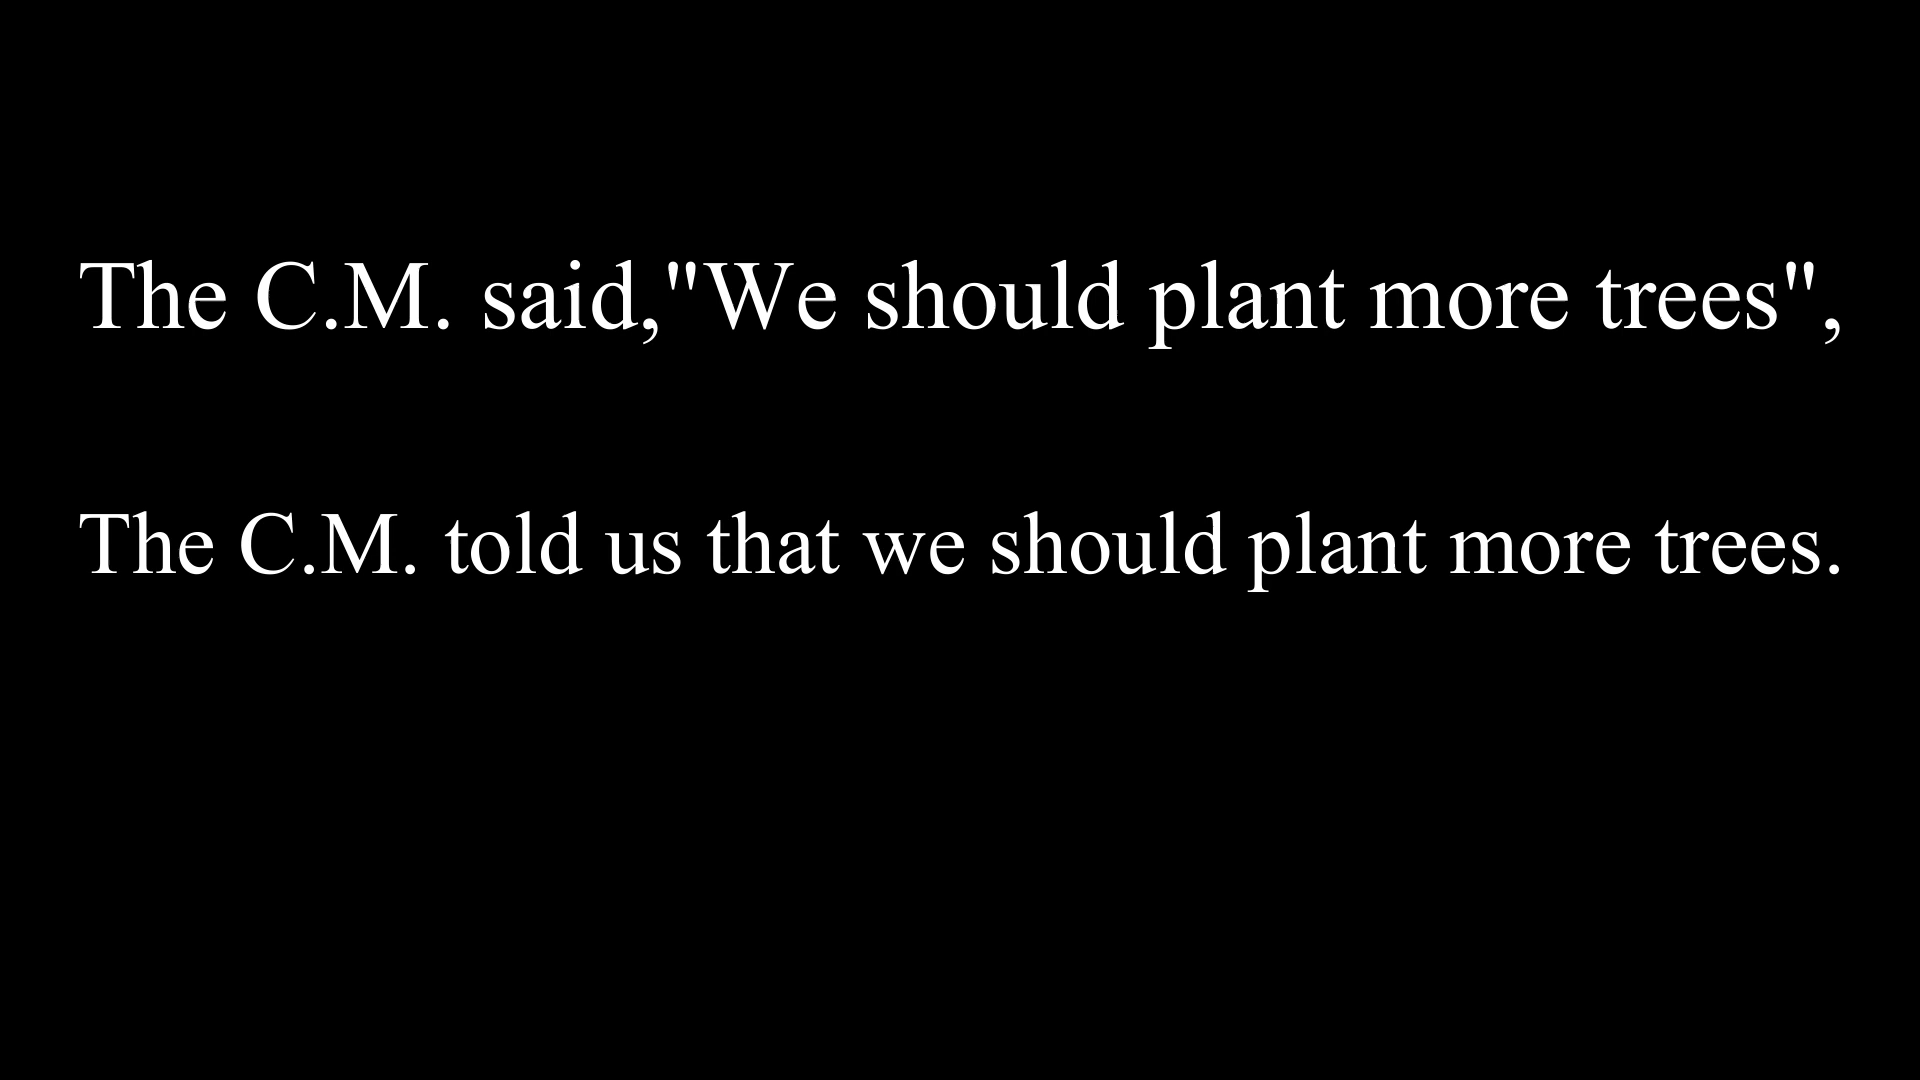 The C.M. said,"We should plant more trees",
The C.M. told us that we should plant more trees.